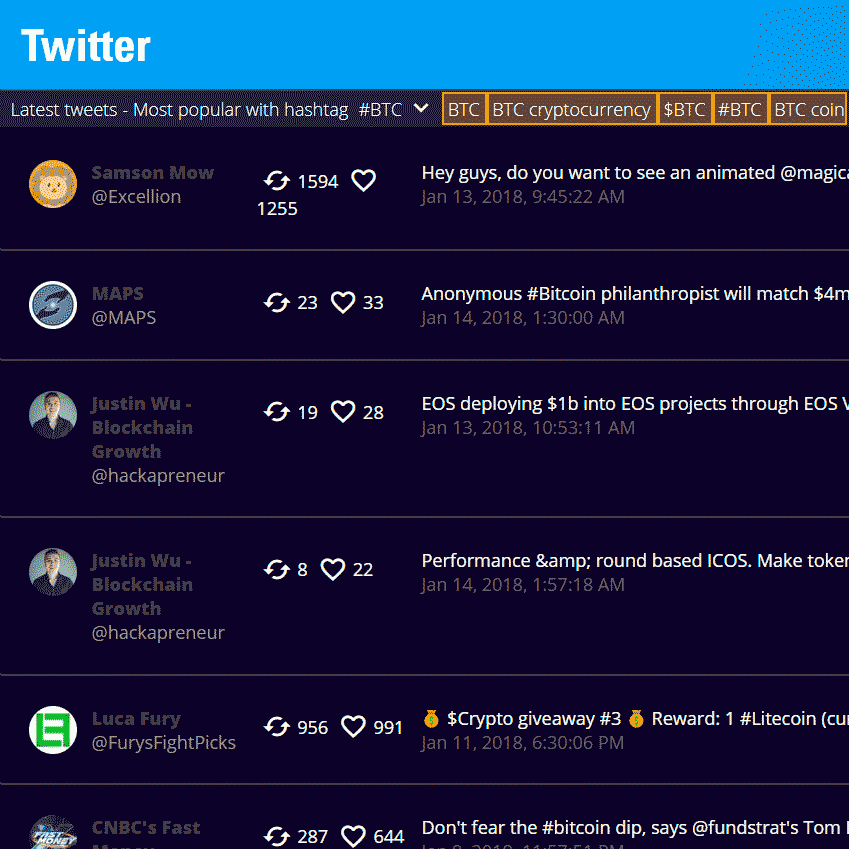 Twitter
Latest tweets - Most popular with hashtag #BTC BTC BTC cryptocurrency $BTC #BTC BTC coin
Samson Mow 1594 Hey guys, do you want to see an animated
@Excellion 1255 Jan 13, 2018, 9:45:22 AM
MAPS 23 33 Anonymous #Bitcoin philanthropist will match
@MAPS Jan 14, 2018, 1:30:00 AM
Justin Wu - 19 28 EOS deploying $1b into EOS projects through EOS
Blockchain Jan 13, 2018, 10:53:11 AM
Growth
@hackapreneur
Justin Wu - 8 22 Performance &amp; round based ICOS. Make
Blockchain Jan 14, 2018, 1:57:18 AM
Growth
@hackapreneur
Luca Fury 956 991 💰 $Crypto giveaway #3 💰 Reward: 1 #Litecoin
@FurysFightPicks Jan 11, 2018, 6:30:06 PM
CNBC's Fast 287 644 Don't fear the #bitcoin dip, says @fundstrat's Tom
FAST MONEY